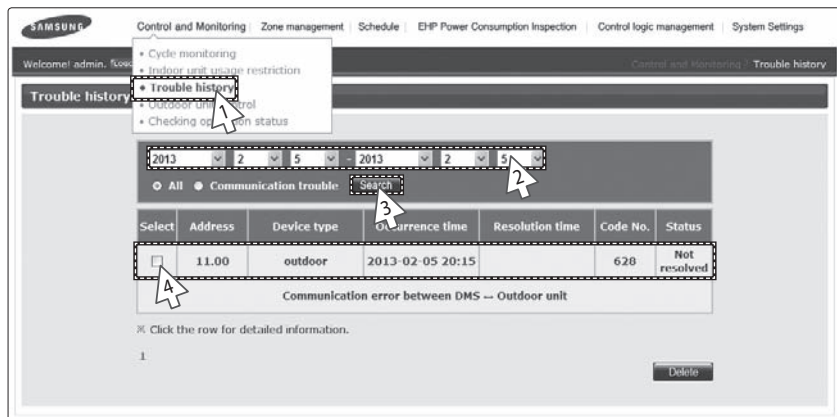 SAMSUNG
Control and Monitoring Zone management Schedule EHP Power Consumption Inspection Control logic management System Settings
Welcome! admin.
Control and Monitoring > Trouble history
• Cycle monitoring
• Indoor unit usage restriction
• Trouble history
• Outdoor unit
• Checking
status
1
Trouble history
2013 2 5 - 2013 2 5
2
All Communication trouble Search
3
Select Address Device type Occurrence time Resolution time Code No. Status
11.00 outdoor 2013-02-05 20:15 628 Not resolved
4
Communication error between DMS -- Outdoor unit
※ Click the row for detailed information.
1
Delete